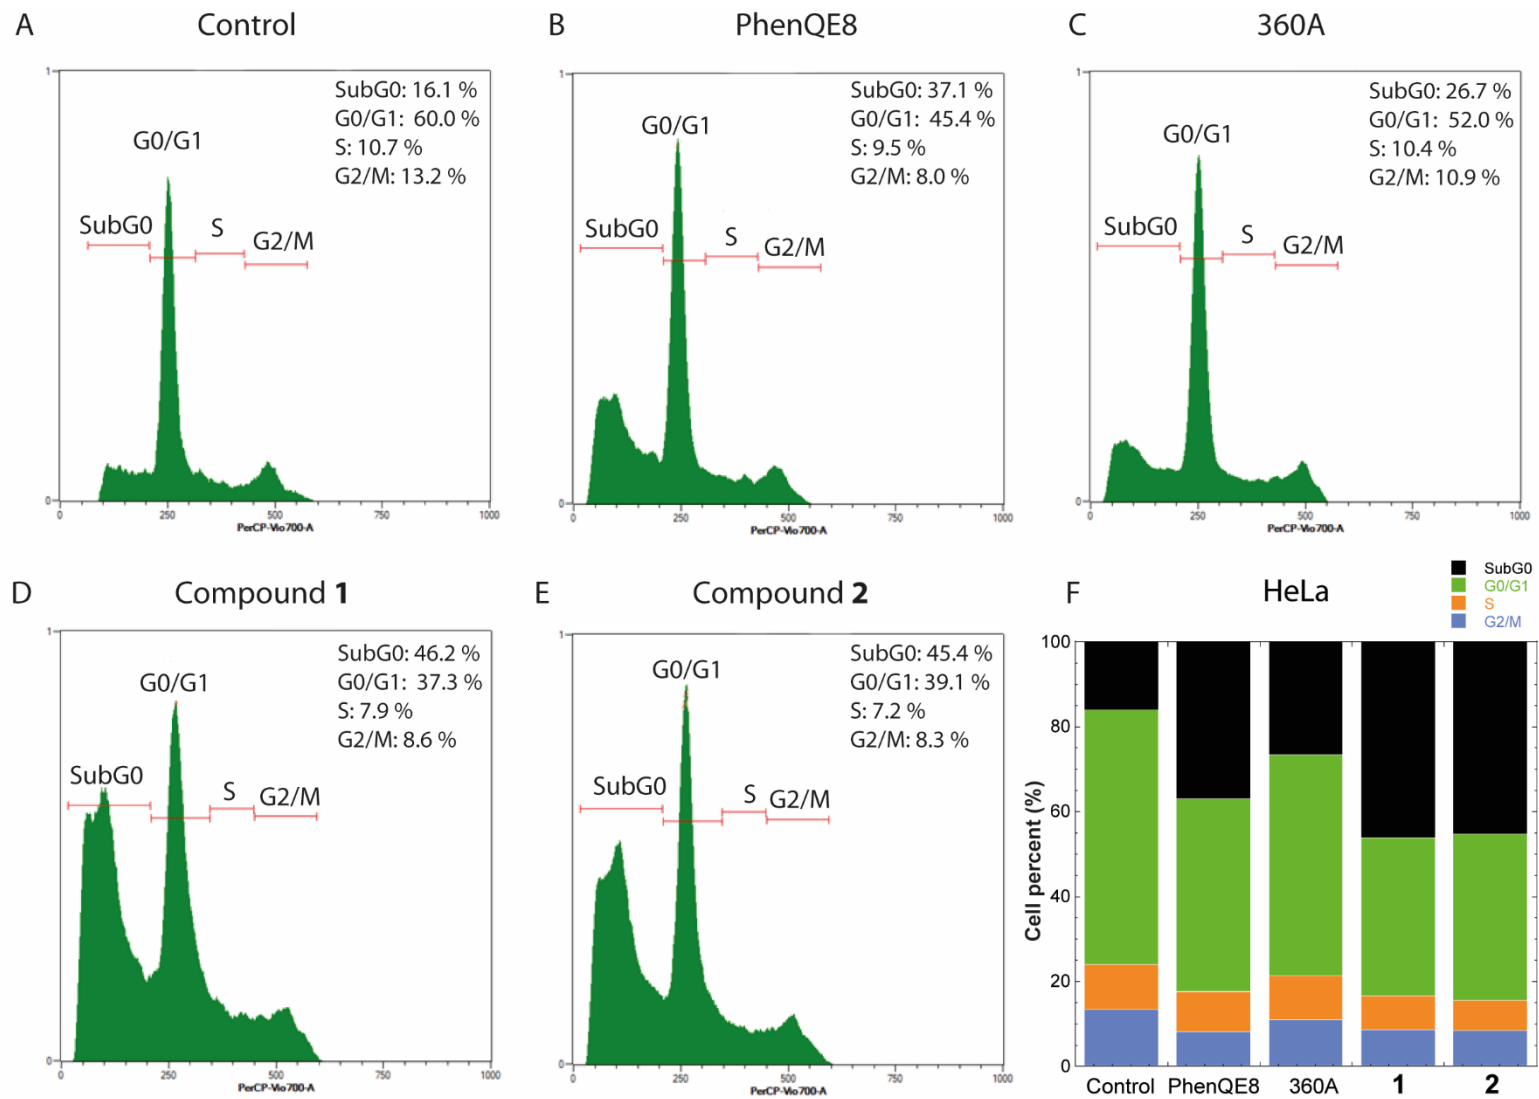 A Control
SubG0: 16.1 %
G0/G1: 60.0 %
S: 10.7 %
G2/M: 13.2 %
G0/G1
SubG0
S
G2/M
1
0
0 250 500 750 1000
PerCP-Vio700-A
B PhenQE8
SubG0: 37.1 %
G0/G1: 45.4 %
S: 9.5 %
G2/M: 8.0 %
G0/G1
SubG0
S
G2/M
1
0
0 250 500 750 1000
PerCP-Vio700-A
C 360A
SubG0: 26.7 %
G0/G1: 52.0 %
S: 10.4 %
G2/M: 10.9 %
G0/G1
SubG0
S
G2/M
1
0
0 250 500 750 1000
PerCP-Vio700-A
D Compound 1
SubG0: 46.2 %
G0/G1: 37.3 %
S: 7.9 %
G2/M: 8.6 %
G0/G1
SubG0
S
G2/M
1
0
0 250 500 750 1000
PerCP-Vio700-A
E Compound 2
SubG0: 45.4 %
G0/G1: 39.1 %
S: 7.2 %
G2/M: 8.3 %
G0/G1
SubG0
S
G2/M
1
0
0 250 500 750 1000
PerCP-Vio700-A
F HeLa
SubG0
G0/G1
S
G2/M
Cell percent (%)
100
80
60
40
20
0
Control PhenQE8 360A 1 2